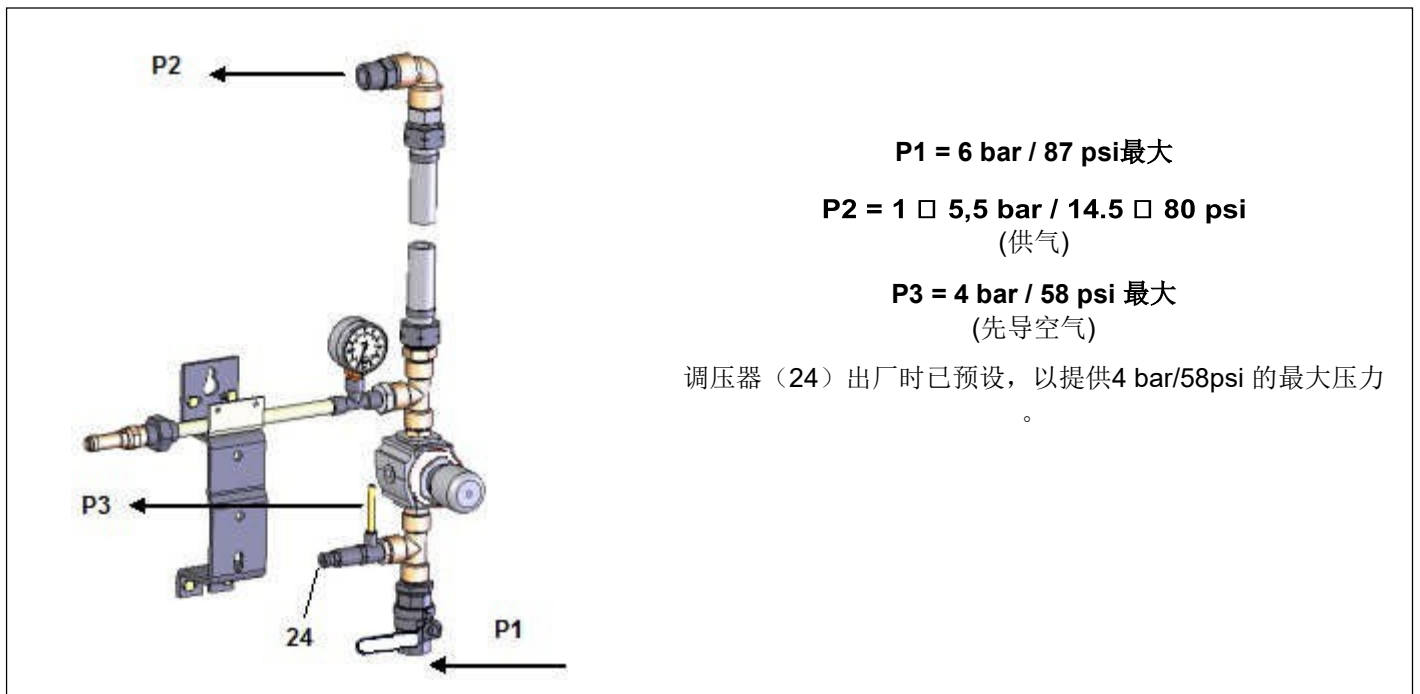 P2
P1 = 6 bar / 87 psi最大
P2 = 1 □ 5,5 bar / 14.5 □ 80 psi
(供气)
P3 = 4 bar / 58 psi 最大
(先导空气)
调压器（24）出厂时已预设，以提供4 bar/58psi 的最大压力
。
P3
24
P1